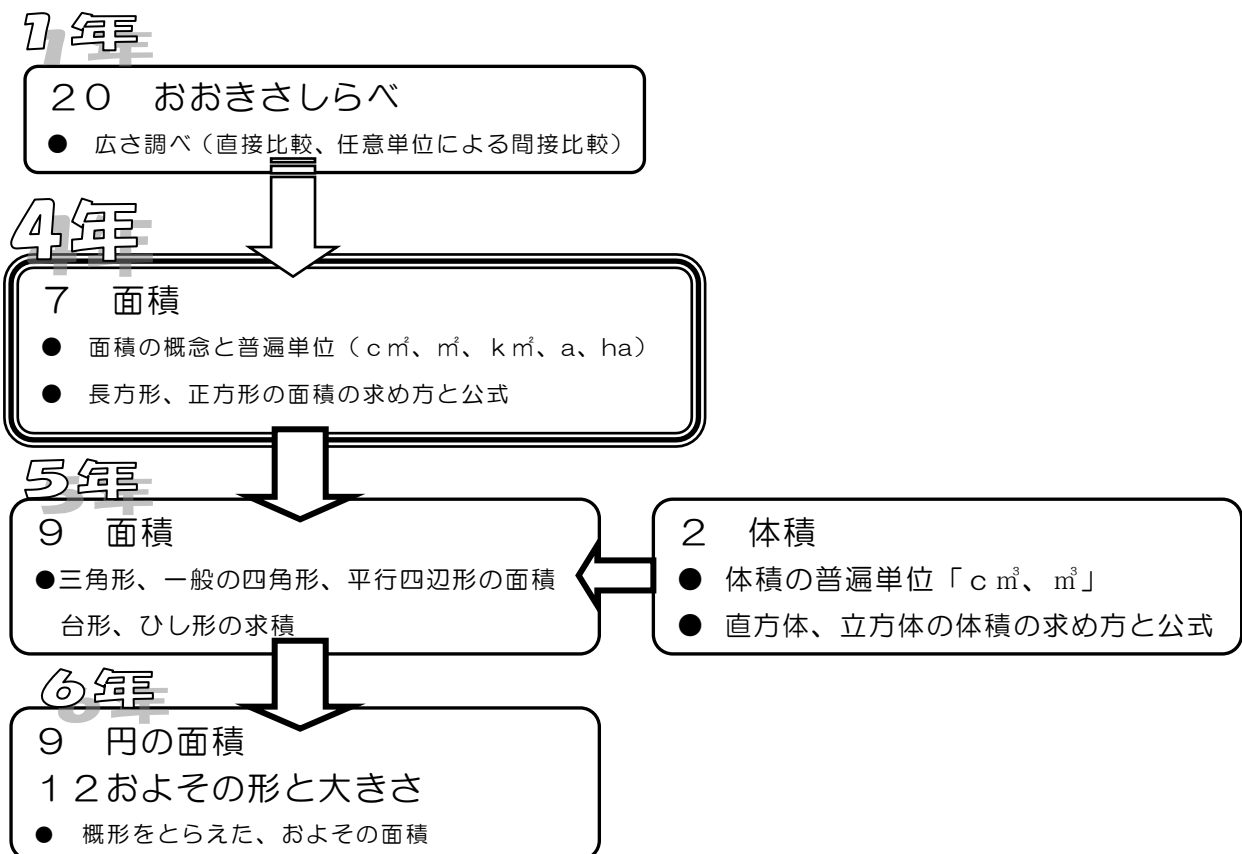 1年
20　おおきさしらべ
●　広さ調べ（直接比較、任意単位による間接比較）
4年
7　面積
●　面積の概念と普遍単位（ｃ㎡、㎡、ｋ㎡、a、ha）
●　長方形、正方形の面積の求め方と公式
5年
9　面積
●三角形、一般の四角形、平行四辺形の面積
台形、ひし形の求積
2　体積
●　体積の普遍単位「ｃ㎥、㎥」
●　直方体、立方体の体積の求め方と公式
6年
9　円の面積
12およその形と大きさ
●　概形をとらえた、およその面積